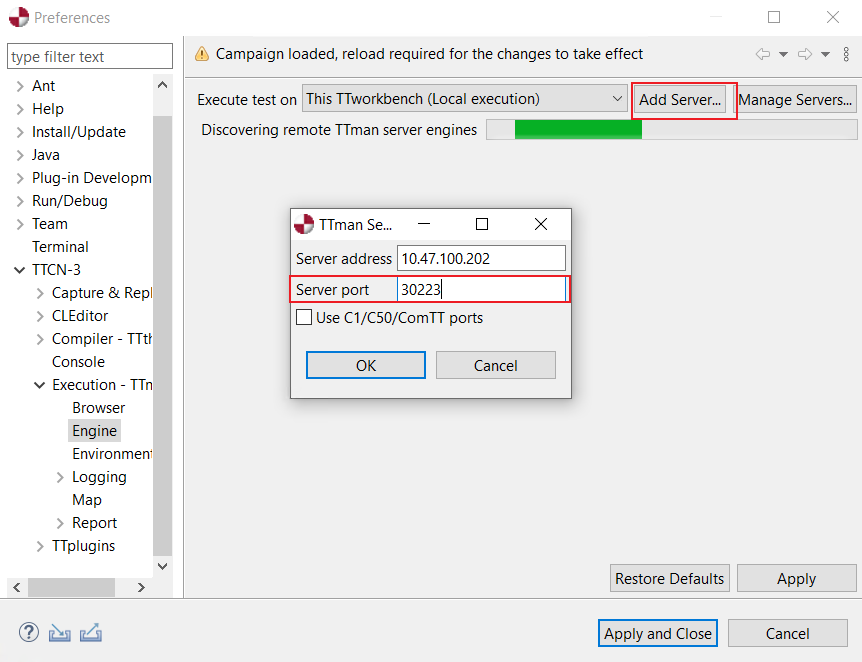 Preferences
type filter text
Ant
Help
Install/Update
Java
Plug-in Developm
Run/Debug
Team
Terminal
TTCN-3
Capture & Repl
CLEditor
Compiler - TTth
Console
Execution - TTm
Browser
Engine
Environment
Logging
Map
Report
TTplugins
Campaign loaded, reload required for the changes to take effect
Execute test on This TTworkbench (Local execution) Add Server... Manage Servers...
Discovering remote TTman server engines
TTman Se...
Server address 10.47.100.202
Server port 30223
Use C1/C50/ComTT ports
OK Cancel
Restore Defaults Apply
? Apply and Close Cancel